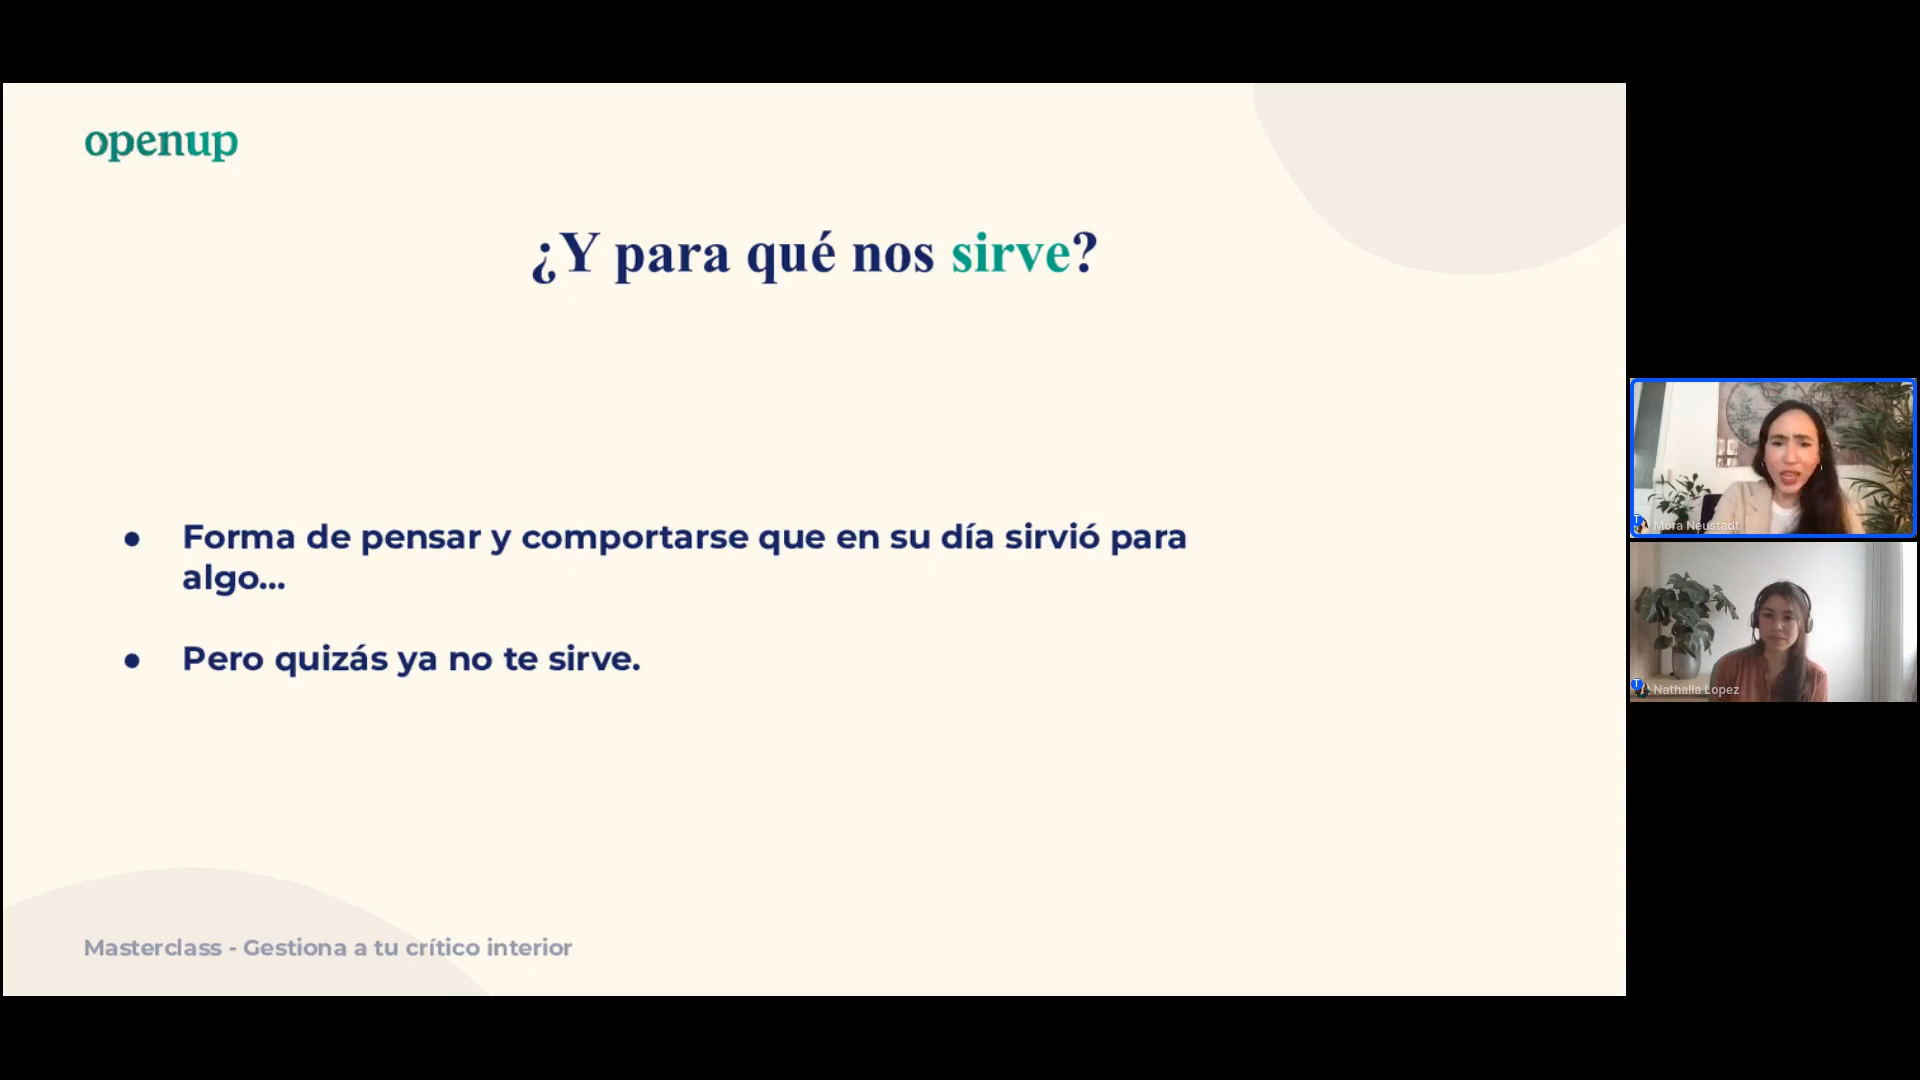 openup
¿Y para qué nos sirve?
● Forma de pensar y comportarse que en su día sirvió para
algo...
● Pero quizás ya no te sirve.
Masterclass - Gestiona a tu crítico interior
Mora Neustadt
Nathalia Lopez